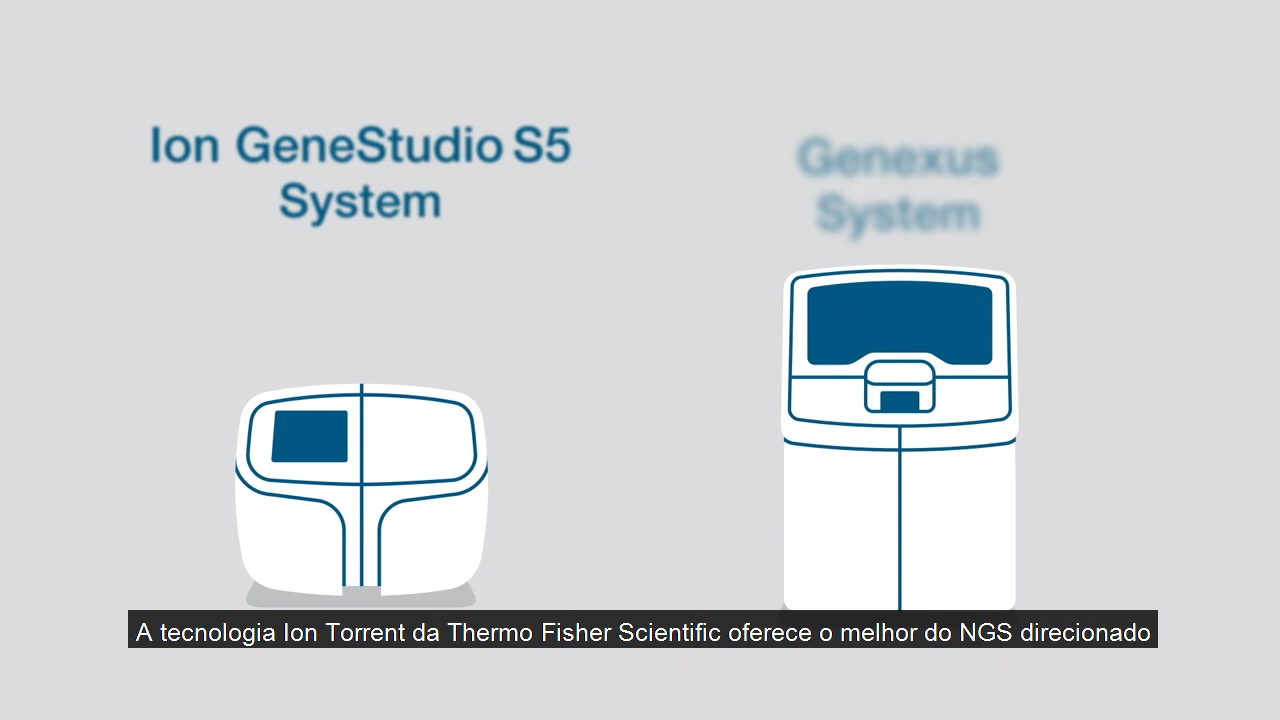 Ion GeneStudio S5
System
Genexus
System
A tecnologia Ion Torrent da Thermo Fisher Scientific oferece o melhor do NGS direcionado